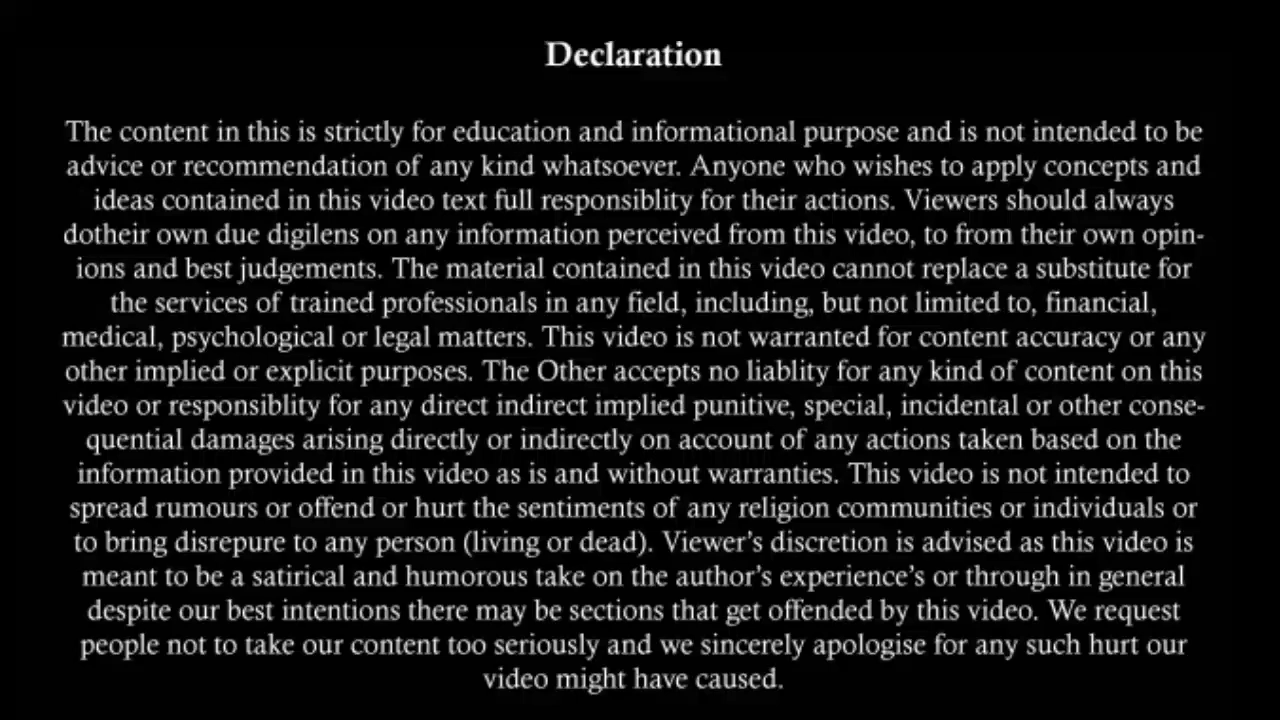 Declaration
The content in this is strictly for education and informational purpose and is not intended to be
advice or recommendation of any kind whatsoever. Anyone who wishes to apply concepts and
ideas contained in this video text full responsiblity for their actions. Viewers should always
dotheir own due digilens on any information perceived from this video, to from their own opin-
ions and best judgements. The material contained in this video cannot replace a substitute for
the services of trained professionals in any field, including, but not limited to, financial,
medical, psychological or legal matters. This video is not warranted for content accuracy or any
other implied or explicit purposes. The Other accepts no liablity for any kind of content on this
video or responsiblity for any direct indirect implied punitive, special, incidental or other conse-
quential damages arising directly or indirectly on account of any actions taken based on the
information provided in this video as is and without warranties. This video is not intended to
spread rumours or offend or hurt the sentiments of any religion communities or individuals or
to bring disrepure to any person (living or dead). Viewer's discretion is advised as this video is
meant to be a satirical and humorous take on the author's experience's or through in general
despite our best intentions there may be sections that get offended by this video. We request
people not to take our content too seriously and we sincerely apologise for any such hurt our
video might have caused.